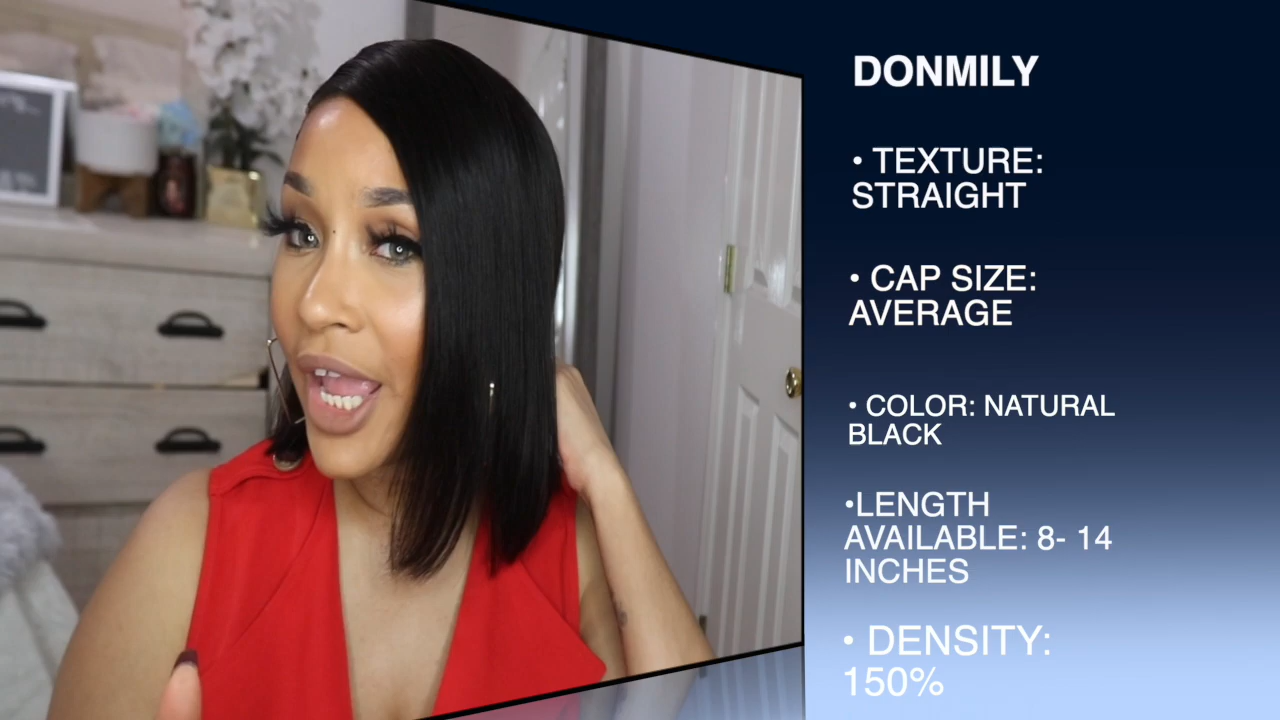 DONMILY
• TEXTURE:
STRAIGHT
• CAP SIZE:
AVERAGE
• COLOR: NATURAL
BLACK
•LENGTH
AVAILABLE: 8- 14
INCHES
• DENSITY:
150%